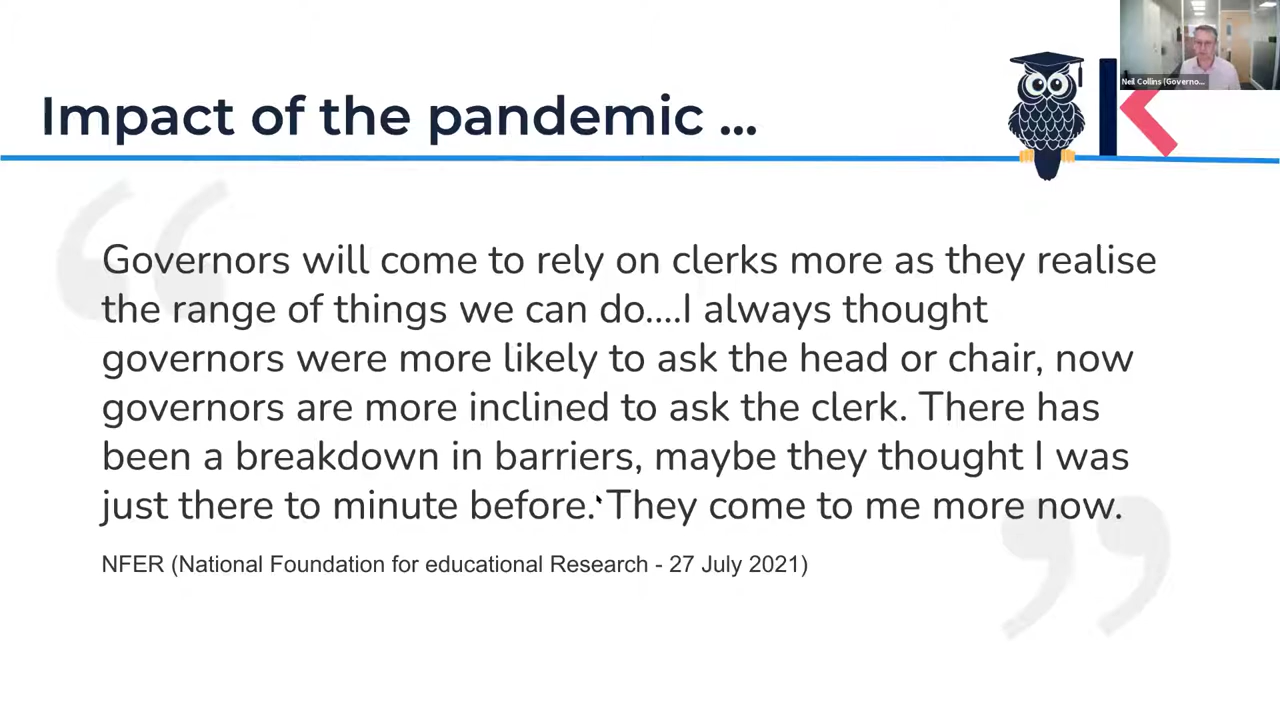 Neil Collins (Governo...
Impact of the pandemic ...
Governors will come to rely on clerks more as they realise
the range of things we can do....I always thought
governors were more likely to ask the head or chair, now
governors are more inclined to ask the clerk. There has
been a breakdown in barriers, maybe they thought I was
just there to minute before. They come to me more now.
NFER (National Foundation for educational Research - 27 July 2021)